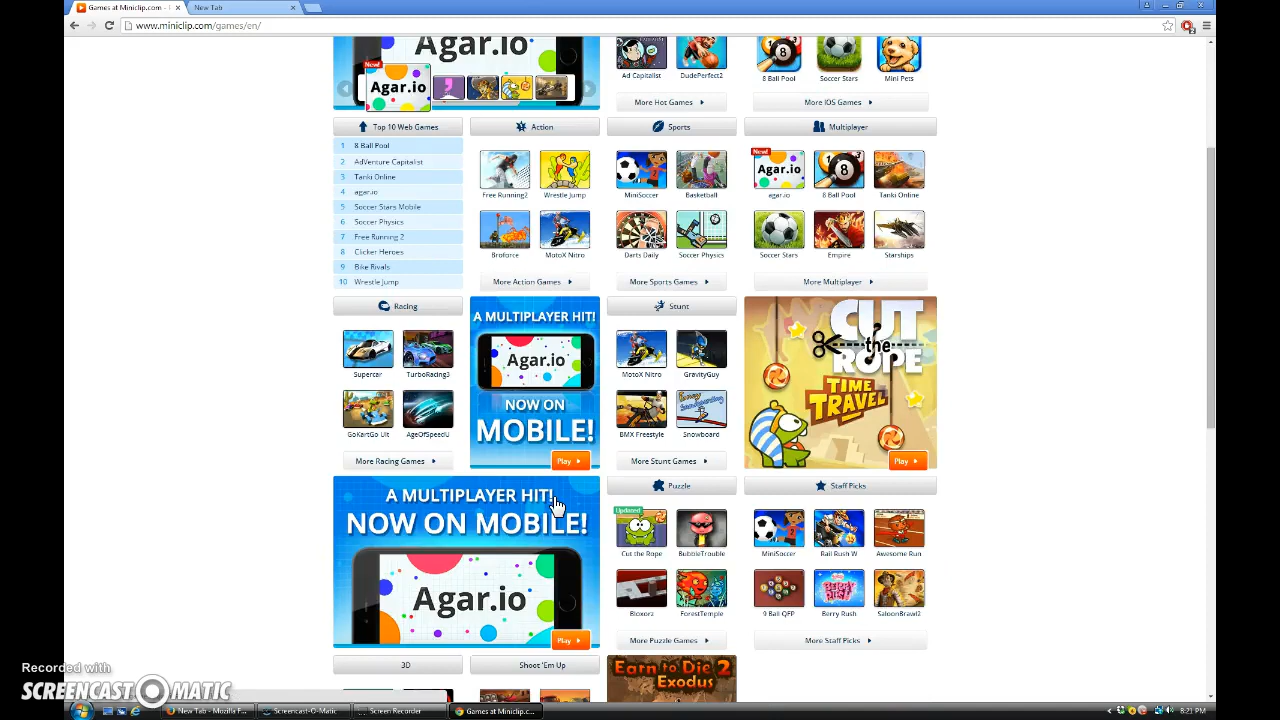 Games at Miniclip.com -
New Tab
www.miniclip.com/games/en/
Agar.io
New!
Agar.io
Ad Capitalist
DudePerfect2
8 Ball Pool
Soccer Stars
Mini Pets
More Hot Games
More IOS Games
Top 10 Web Games
Action
Sports
Multiplayer
1 8 Ball Pool
2 AdVenture Capitalist
3 Tanki Online
4 agar.io
5 Soccer Stars Mobile
6 Soccer Physics
7 Free Running 2
8 Clicker Heroes
9 Bike Rivals
10 Wrestle Jump
Free Running2
Wrestle Jump
Broforce
MotoX Nitro
More Action Games
MiniSoccer
Basketball
Darts Daily
Soccer Physics
More Sports Games
New!
Agar.io
agar.io
8 Ball Pool
Tanki Online
Soccer Stars
Empire
Starships
More Multiplayer
Racing
Supercar
TurboRacing3
GoKartGo Ult
AgeOfSpeedU
More Racing Games
A MULTIPLAYER HIT!
Agar.io
NOW ON
MOBILE!
Play
Stunt
MotoX Nitro
GravityGuy
BMX Freestyle
Snowboard
More Stunt Games
CUT
the
ROPE
TIME
TRAVEL
Play
A MULTIPLAYER HIT!
NOW ON MOBILE!
Agar.io
Play
Puzzle
Updated
Cut the Rope
BubbleTrouble
Bloxorz
ForestTemple
More Puzzle Games
Staff Picks
MiniSoccer
Rail Rush W
Awesome Run
9 Ball QFP
Berry Rush
SaloonBrawl2
More Staff Picks
3D
Shoot 'Em Up
Earn to Die 2
Exodus
Recorded with
SCREENCAST-O-MATIC
New Tab - Mozilla F...
Screencast-O-Matic
Screen Recorder
Games at Miniclip.c...
8:21 PM